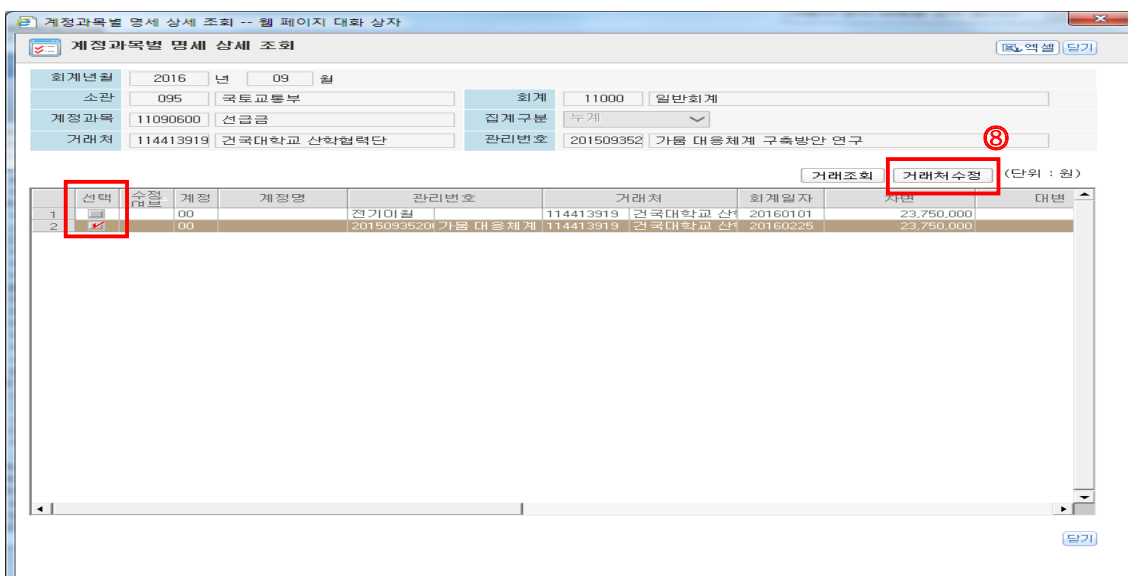 계정과목별 명세 상세 조회 -- 웹 페이지 대화 상자
계정과목별 명세 상세 조회 엑셀 닫기
회계년월 2016 년 09 월
소관 095 국토교통부 회계 11000 일반회계
계정과목 11090600 선급금 집계구분 누계
거래처 114413919 건국대학교 산학협력단 관리번호 201509352 가뭄 대응체계 구축방안 연구
⑧
거래조회 거래처수정 (단위 : 원)
선택 수정 계정 계정명 관리번호 거래처 회계일자 차변 대변
1 00 전기이월 114413919 건국대학교 산 20160101 23,750,000
2 00 2015093520 가뭄 대응체계 114413919 건국대학교 산 20160225 23,750,000
닫기